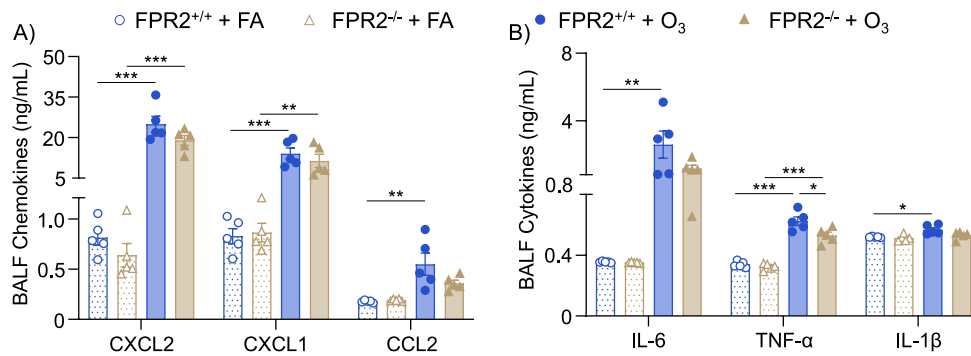 FPR2+/+ + FA FPR2-/- + FA FPR2+/+ + O3 FPR2-/- + O3
A)
BALF Chemokines (ng/mL)
50
35
20
5
1.0
0.5
0
*** ***
*** **
**
CXCL2 CXCL1 CCL2
B)
BALF Cytokines (ng/mL)
8
4
0.8
0.4
0
**
***
*** *
*
IL-6 TNF-α IL-1β